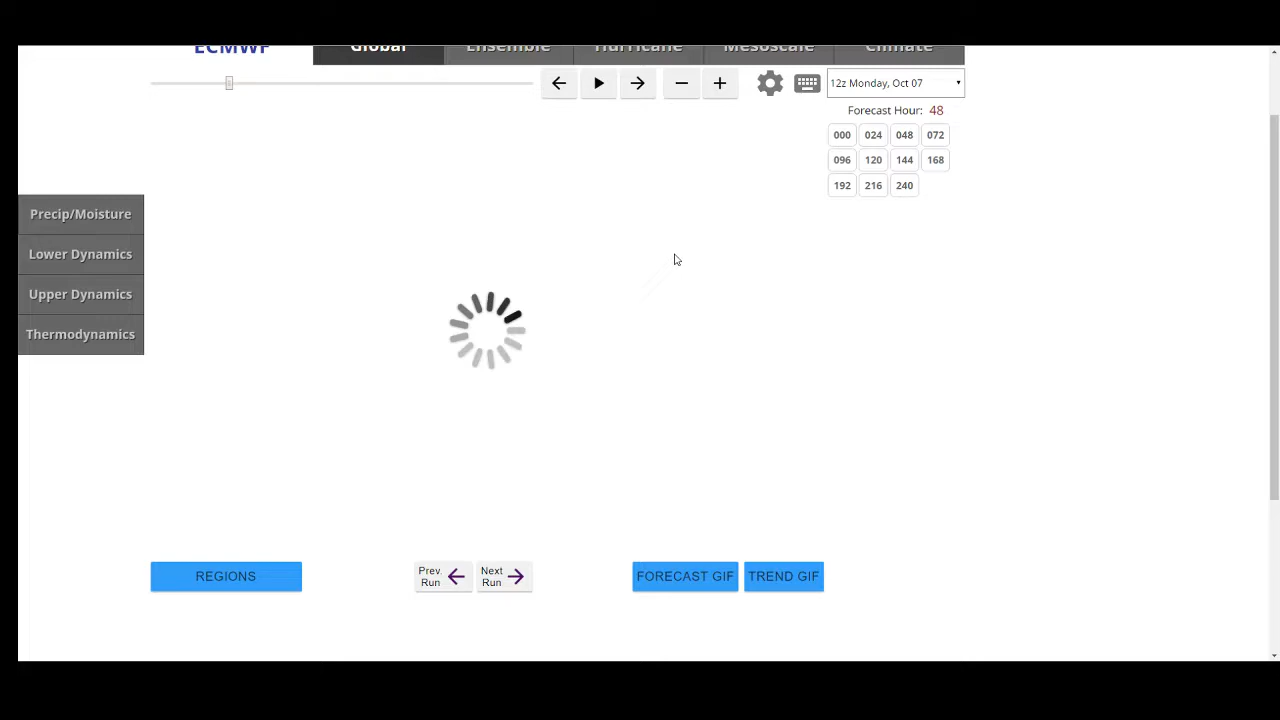 ECMWF Global Ensemble Hurricane Mesoscale Climate
12z Monday, Oct 07
Forecast Hour: 48
000 024 048 072
096 120 144 168
192 216 240
Precip/Moisture
Lower Dynamics
Upper Dynamics
Thermodynamics
REGIONS
Prev.
Run
Next
Run
FORECAST GIF
TREND GIF